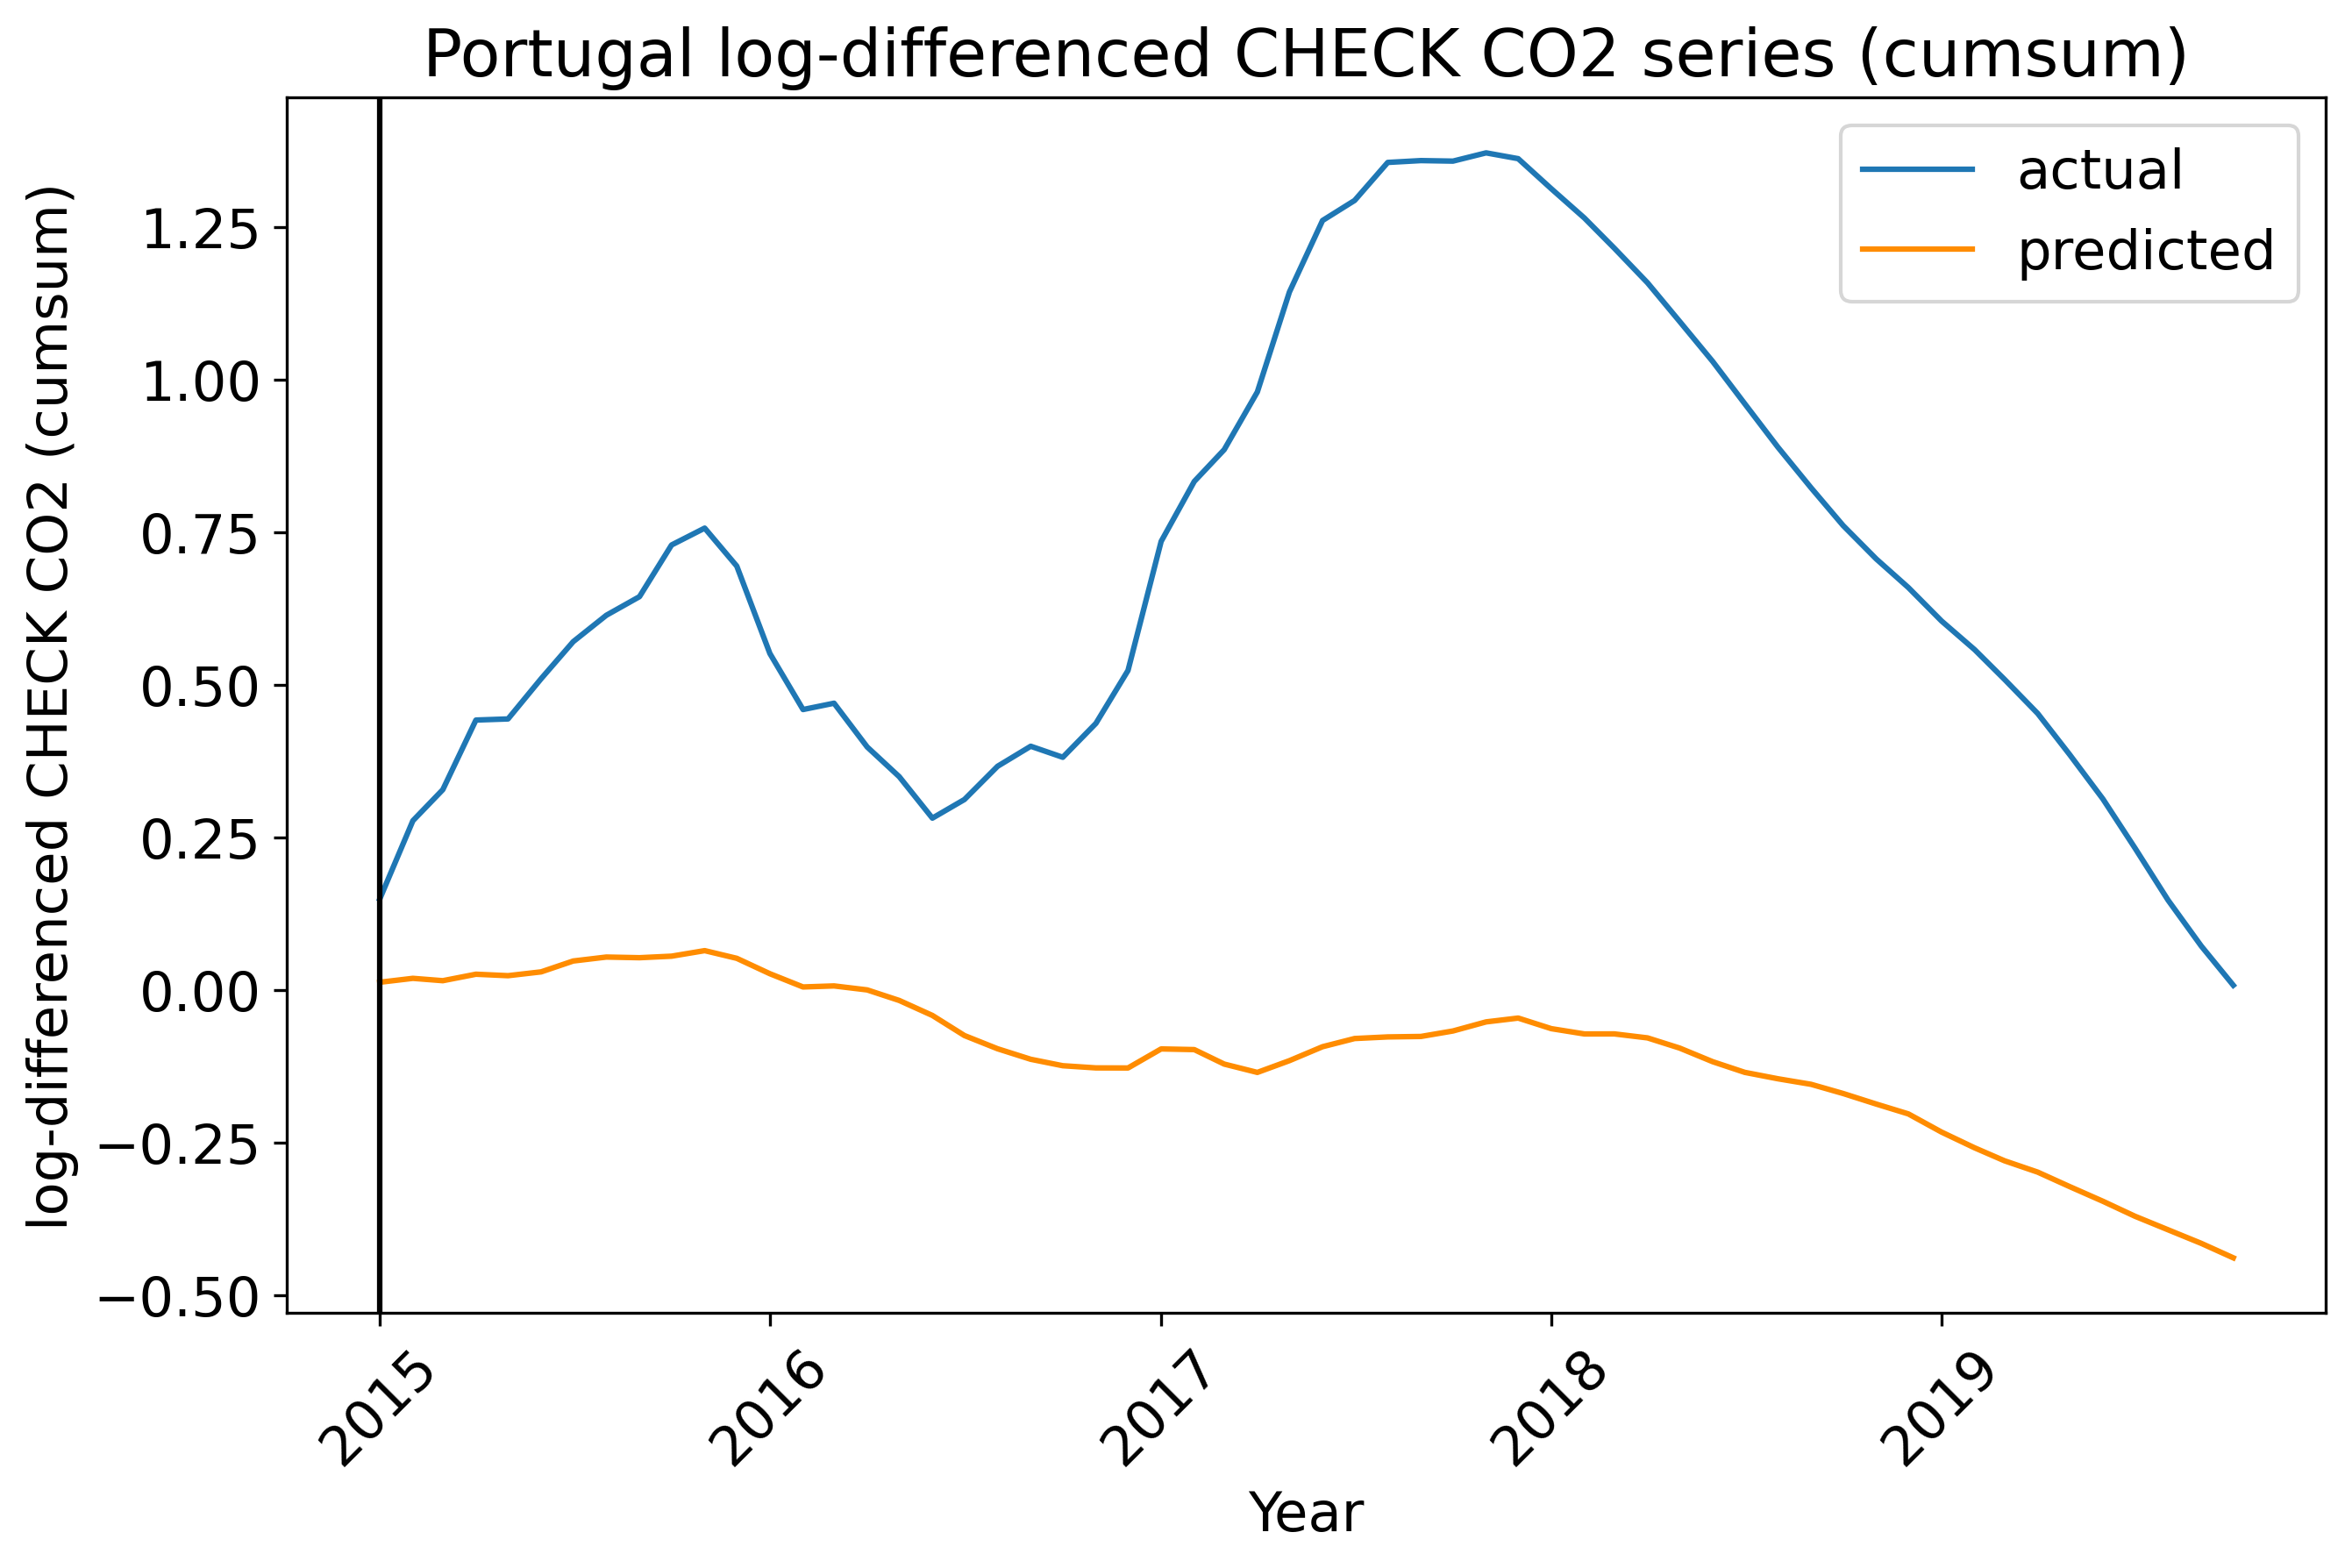 Portugal log-differenced CHECK CO2 series (cumsum)
log-differenced CHECK CO2 (cumsum)
1.25
1.00
0.75
0.50
0.25
0.00
−0.25
−0.50
actual
predicted
2015
2016
2017
2018
2019
Year